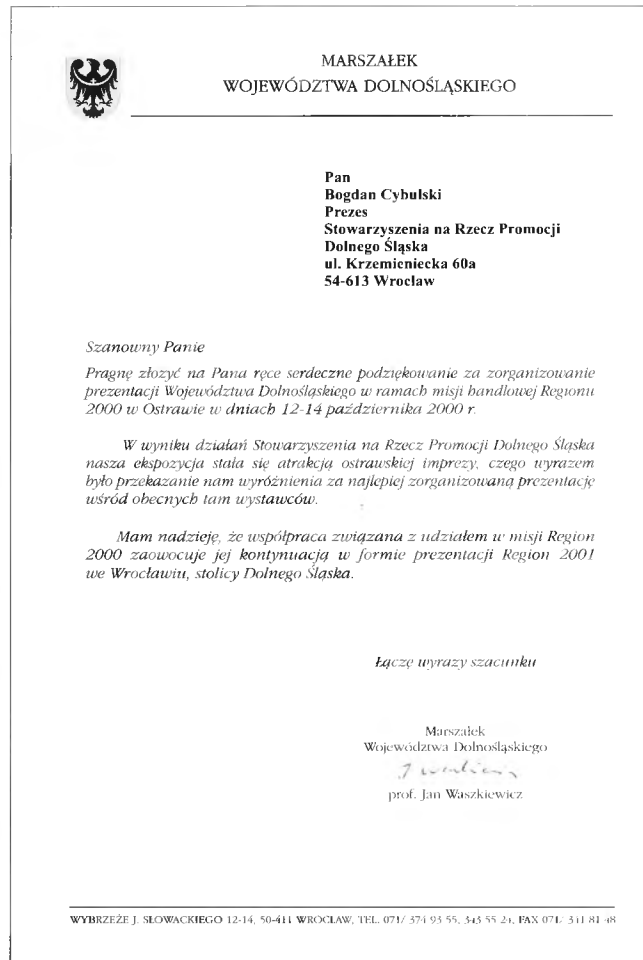 MARSZAŁEK
WOJEWÓDZTWA DOLNOŚLĄSKIEGO
Pan
Bogdan Cybulski
Prezes
Stowarzyszenia na Rzecz Promocji
Dolnego Śląska
ul. Krzemieniecka 60a
54-613 Wrocław
Szanowny Panie
Pragnę złożyć na Pana ręce serdeczne podziękowanie za zorganizowanie
prezentacji Województwa Dolnośląskiego w ramach misji handlowej Regionu
2000 w Ostrawie w dniach 12-14 października 2000 r.
W wyniku działań Stowarzyszenia na Rzecz Promocji Dolnego Śląska
nasza ekspozycja stała się atrakcją ostrawskiej imprezy, czego wyrazem
było przekazanie nam wyróżnienia za najlepiej zorganizowaną prezentację
wśród obecnych tam wystawców.
Mam nadzieję, że współpraca związana z udziałem w misji Region
2000 zaowocuje jej kontynuacją w formie prezentacji Region 2001
we Wrocławiu, stolicy Dolnego Śląska.
Łączę wyrazy szacunku
Marszałek
Województwa Dolnośląskiego
prof. Jan Waszkiewicz
WYBRZEŻE J. SŁOWACKIEGO 12-14, 50-411 WROCŁAW, TEL. 071/ 374 93 55, 343 55 24, FAX 071/ 341 81 48